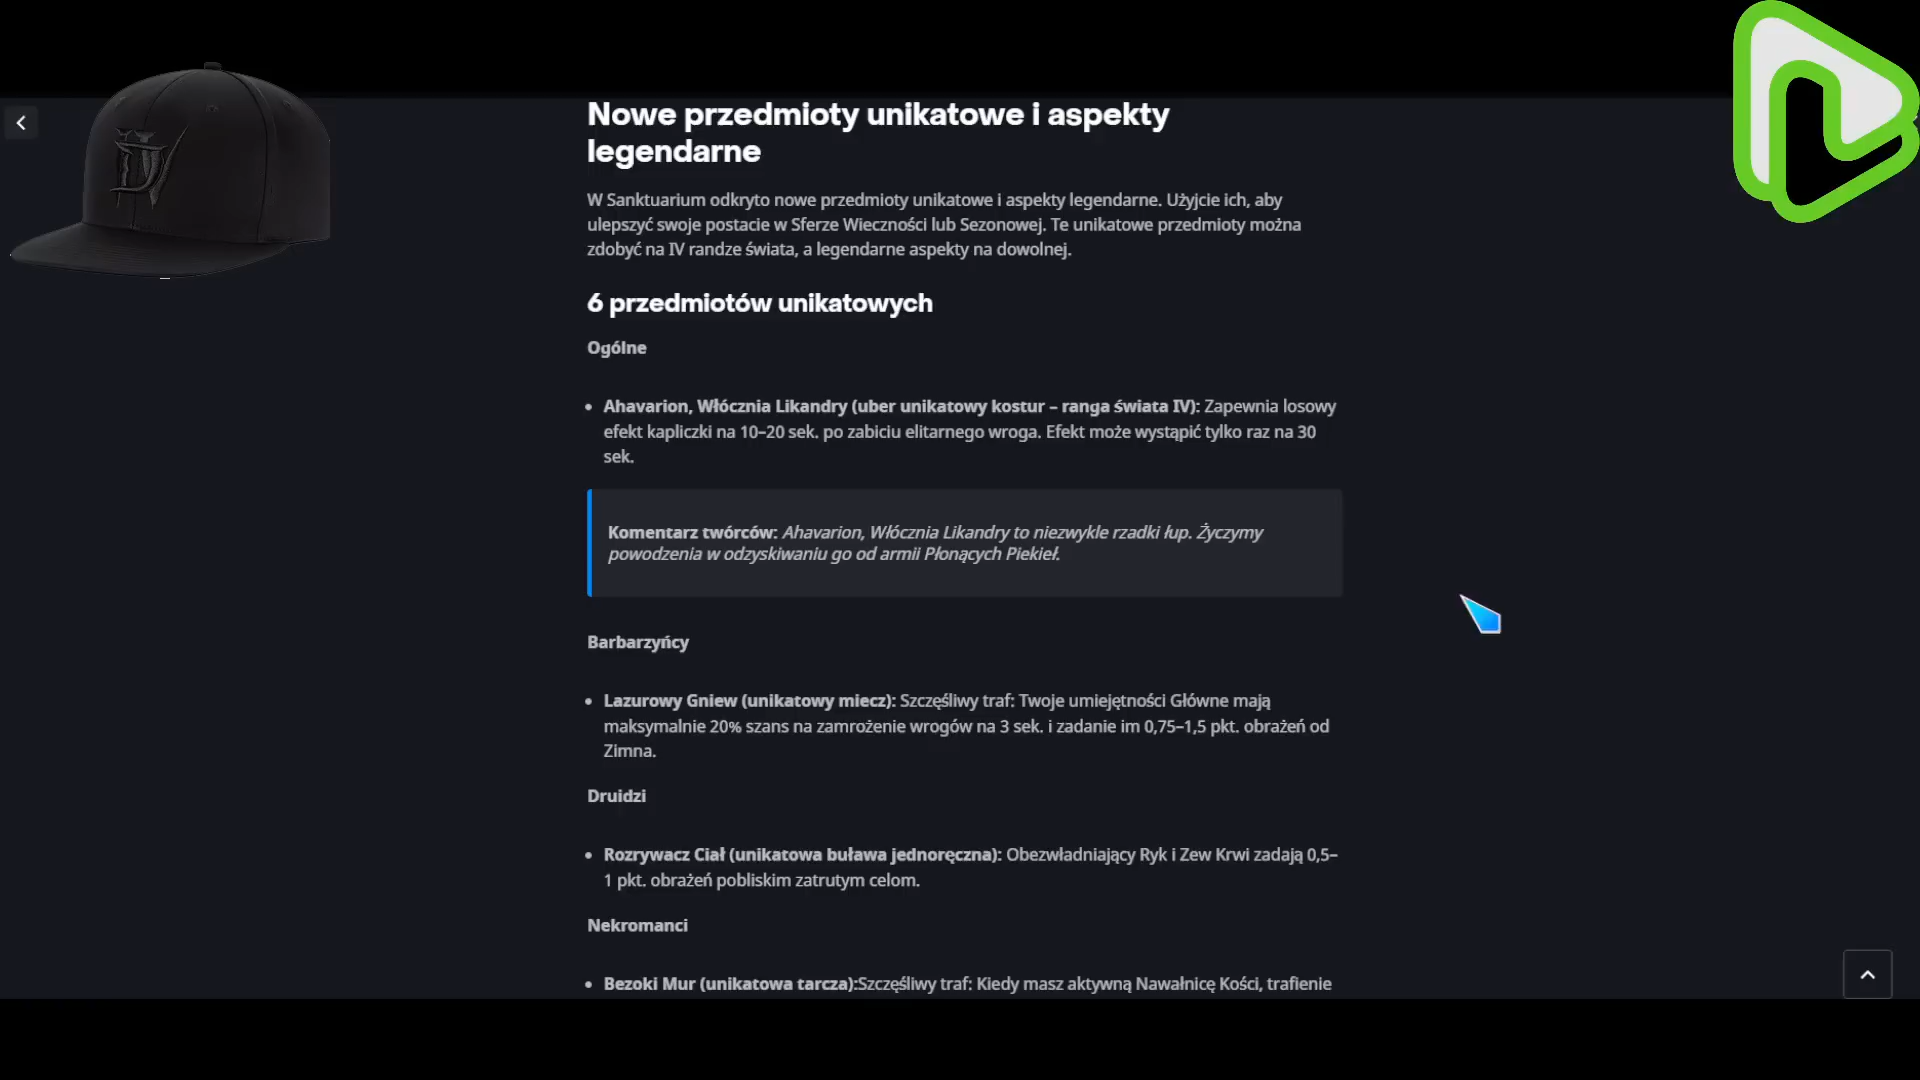 Nowe przedmioty unikatowe i aspekty
legendarne
W Sanktuarium odkryto nowe przedmioty unikatowe i aspekty legendarne. Użyjcie ich, aby
ulepszyć swoje postacie w Sferze Wieczności lub Sezonowej. Te unikatowe przedmioty można
zdobyć na IV randze świata, a legendarne aspekty na dowolnej.
6 przedmiotów unikatowych
Ogólne
• Ahavarion, Włócznia Likandry (uber unikatowy kostur – ranga świata IV): Zapewnia losowy
efekt kapliczki na 10–20 sek. po zabiciu elitarnego wroga. Efekt może wystąpić tylko raz na 30
sek.
Komentarz twórców: Ahavarion, Włócznia Likandry to niezwykle rzadki łup. Życzymy
powodzenia w odzyskiwaniu go od armii Płonących Piekieł.
Barbarzyńcy
• Lazurowy Gniew (unikatowy miecz): Szczęśliwy traf: Twoje umiejętności Główne mają
maksymalnie 20% szans na zamrożenie wrogów na 3 sek. i zadanie im 0,75–1,5 pkt. obrażeń od
Zimna.
Druidzi
• Rozrywacz Ciał (unikatowa buława jednoręczna): Obezwładniający Ryk i Zew Krwi zadają 0,5–
1 pkt. obrażeń pobliskim zatrutym celom.
Nekromanci
• Bezoki Mur (unikatowa tarcza):Szczęśliwy traf: Kiedy masz aktywną Nawałnicę Kości, trafienie